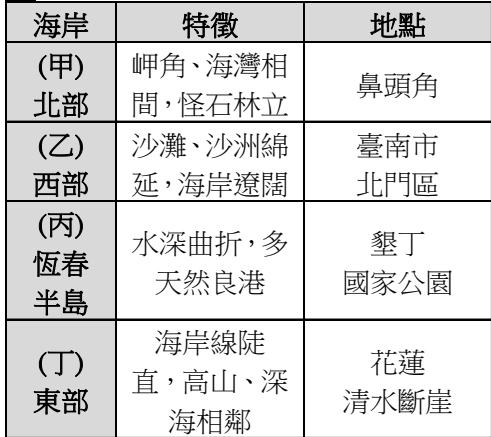 海岸 特徵 地點
(甲)
北部
岬角、海灣相
間，怪石林立
鼻頭角
(乙)
西部
沙灘、沙洲綿
延，海岸遼闊
臺南市
北門區
(丙)
恆春
半島
水深曲折，多
天然良港
墾丁
國家公園
(丁)
東部
海岸線陡
直，高山、深
海相鄰
花蓮
清水斷崖